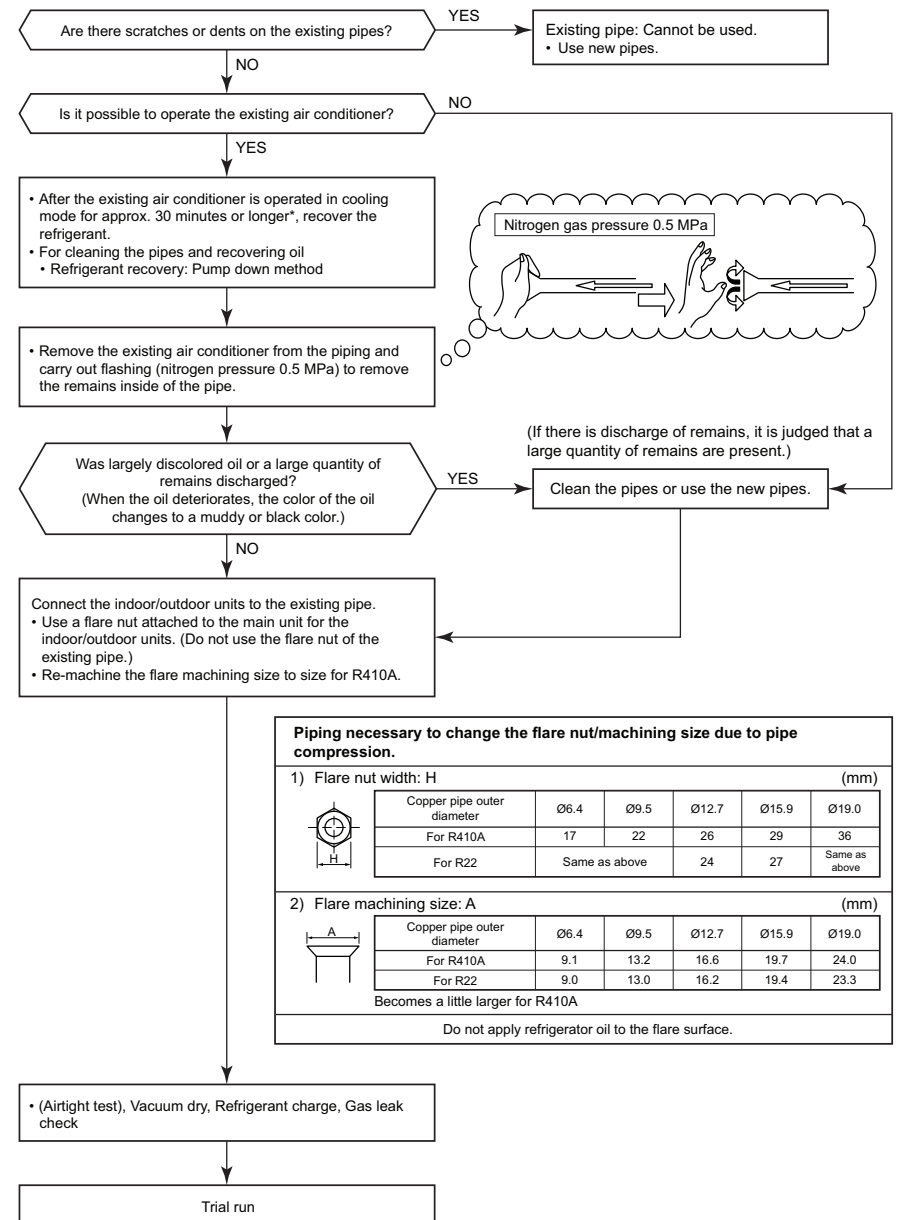 Are there scratches or dents on the existing pipes?
YES
Existing pipe: Cannot be used.
• Use new pipes.
NO
Is it possible to operate the existing air conditioner?
NO
YES
• After the existing air conditioner is operated in cooling
mode for approx. 30 minutes or longer*, recover the
refrigerant.
• For cleaning the pipes and recovering oil
• Refrigerant recovery: Pump down method
Nitrogen gas pressure 0.5 MPa
• Remove the existing air conditioner from the piping and
carry out flashing (nitrogen pressure 0.5 MPa) to remove
the remains inside of the pipe.
Was largely discolored oil or a large quantity of
remains discharged?
(When the oil deteriorates, the color of the oil
changes to a muddy or black color.)
YES
(If there is discharge of remains, it is judged that a
large quantity of remains are present.)
Clean the pipes or use the new pipes.
NO
Connect the indoor/outdoor units to the existing pipe.
• Use a flare nut attached to the main unit for the
indoor/outdoor units. (Do not use the flare nut of the
existing pipe.)
• Re-machine the flare machining size to size for R410A.
Piping necessary to change the flare nut/machining size due to pipe
compression.
1) Flare nut width: H (mm)
H
Copper pipe outer
diameter Ø6.4 Ø9.5 Ø12.7 Ø15.9 Ø19.0
For R410A 17 22 26 29 36
For R22 Same as above 24 27 Same as
above
2) Flare machining size: A (mm)
A
Copper pipe outer
diameter Ø6.4 Ø9.5 Ø12.7 Ø15.9 Ø19.0
For R410A 9.1 13.2 16.6 19.7 24.0
For R22 9.0 13.0 16.2 19.4 23.3
Becomes a little larger for R410A
Do not apply refrigerator oil to the flare surface.
• (Airtight test), Vacuum dry, Refrigerant charge, Gas leak
check
Trial run